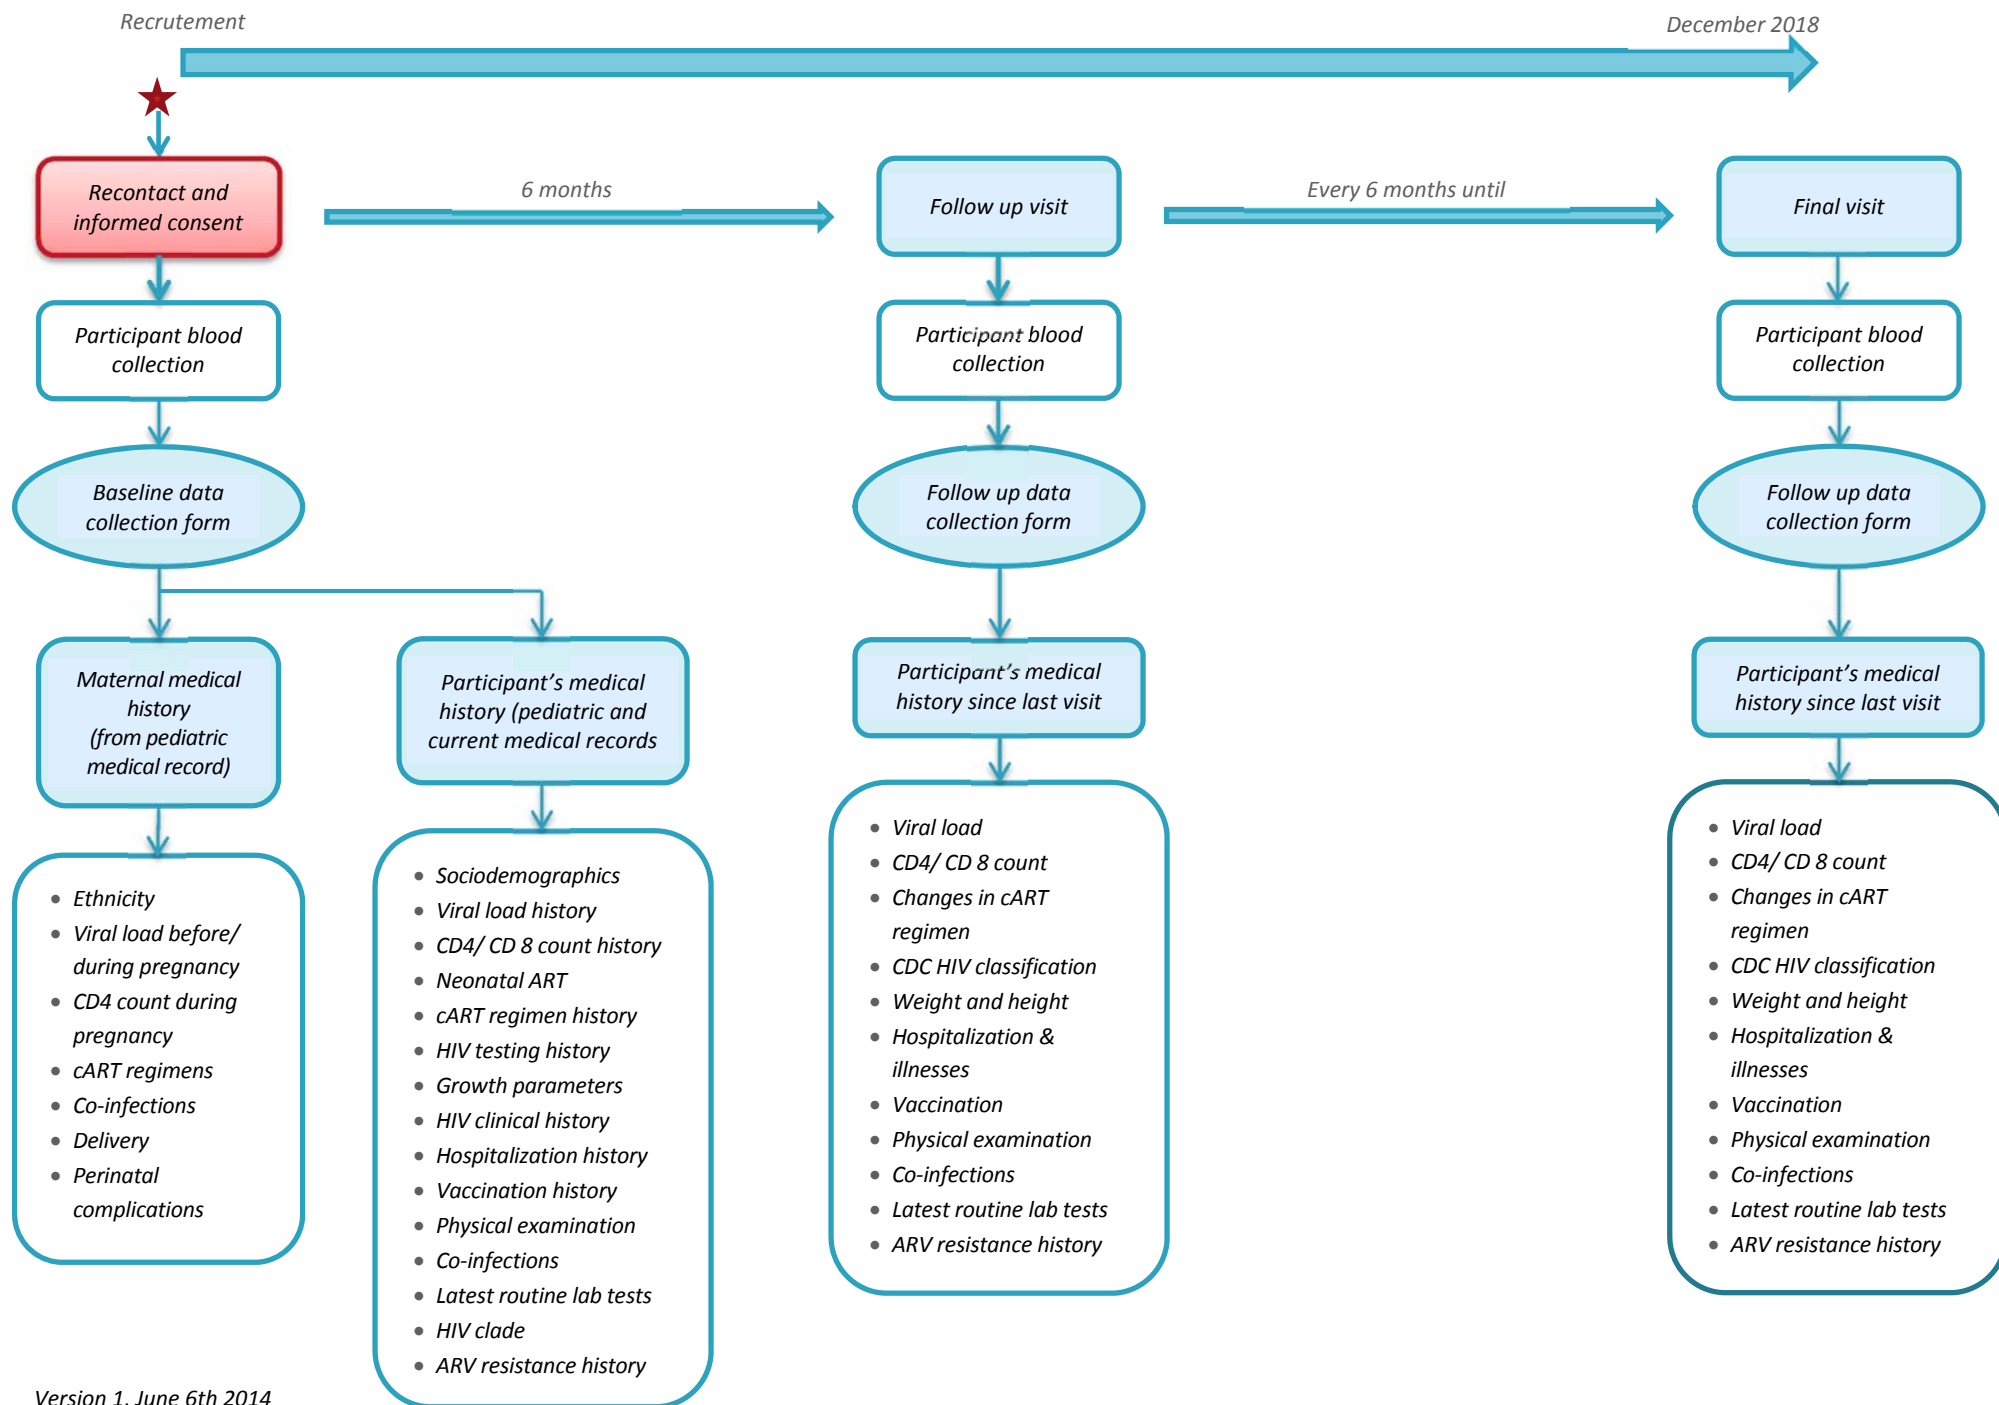 Recrutement
December 2018
Recontact and
informed consent
6 months
Follow up visit
Every 6 months until
Final visit
Participant blood
collection
Participant blood
collection
Participant blood
collection
Baseline data
collection form
Follow up data
collection form
Follow up data
collection form
Maternal medical
history
(from pediatric
medical record)
Participant’s medical
history (pediatric and
current medical records
Participant’s medical
history since last visit
Participant’s medical
history since last visit
• Ethnicity
• Viral load before/
during pregnancy
• CD4 count during
pregnancy
• cART regimens
• Co-infections
• Delivery
• Perinatal
complications
• Sociodemographics
• Viral load history
• CD4/ CD 8 count history
• Neonatal ART
• cART regimen history
• HIV testing history
• Growth parameters
• HIV clinical history
• Hospitalization history
• Vaccination history
• Physical examination
• Co-infections
• Latest routine lab tests
• HIV clade
• ARV resistance history
• Viral load
• CD4/ CD 8 count
• Changes in cART
regimen
• CDC HIV classification
• Weight and height
• Hospitalization &
illnesses
• Vaccination
• Physical examination
• Co-infections
• Latest routine lab tests
• ARV resistance history
• Viral load
• CD4/ CD 8 count
• Changes in cART
regimen
• CDC HIV classification
• Weight and height
• Hospitalization &
illnesses
• Vaccination
• Physical examination
• Co-infections
• Latest routine lab tests
• ARV resistance history
Version 1. June 6th 2014